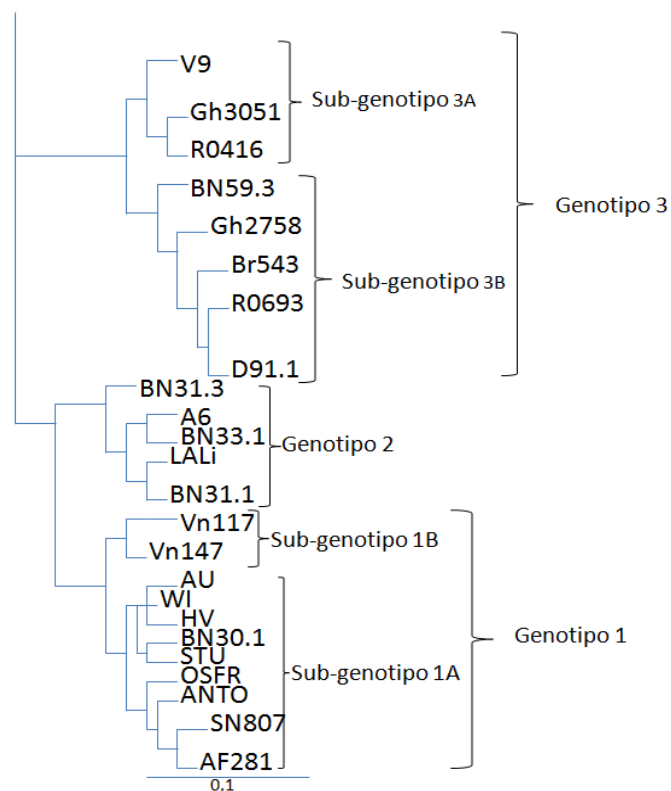 V9
Sub-genotipo 3A
Gh3051
R0416
BN59.3
Genotipo 3
Gh2758
Br543
Sub-genotipo 3B
R0693
D91.1
BN31.3
A6
BN33.1
Genotipo 2
LALi
BN31.1
Vn117
Sub-genotipo 1B
Vn147
AU
WI
HV
Genotipo 1
BN30.1
STU
OSFR
Sub-genotipo 1A
ANTO
SN807
AF281
0.1